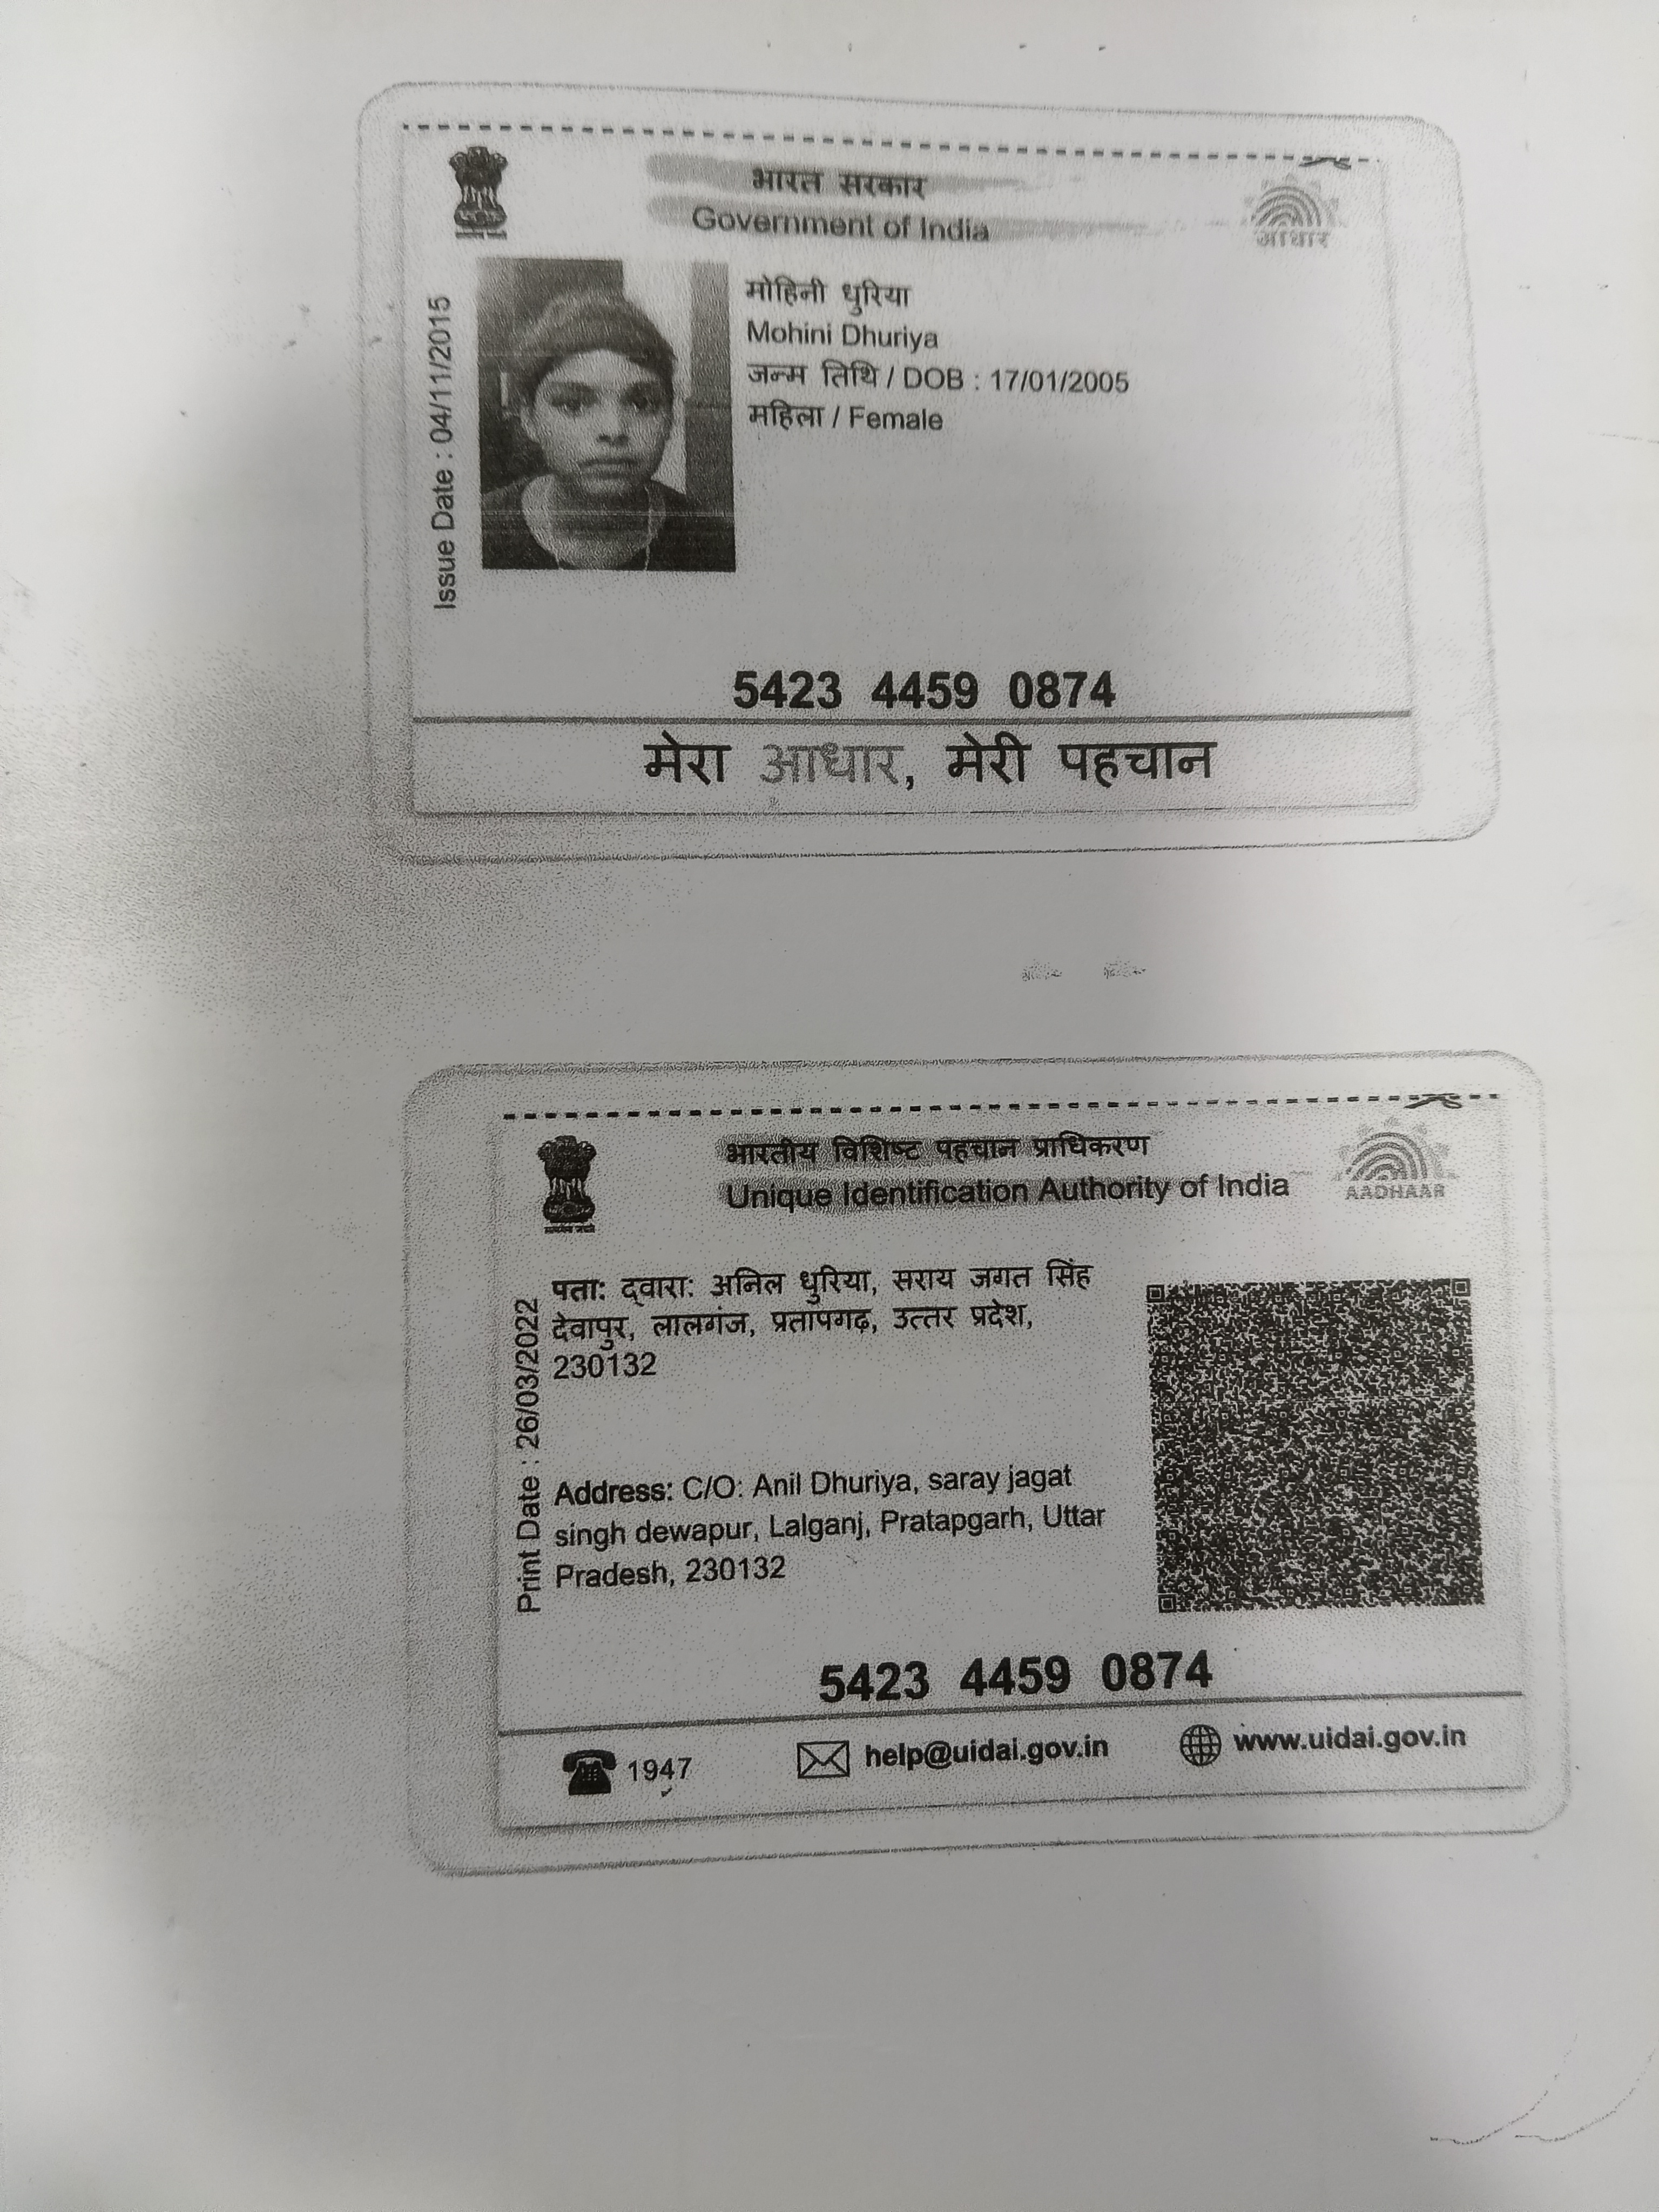 भारत सरकार
Government of India
आधार
Issue Date : 04/11/2015
मोहिनी धुरिया
Mohini Dhuriya
जन्म तिथि / DOB : 17/01/2005
महिला / Female
5423 4459 0874
मेरा आधार, मेरी पहचान
भारतीय विशिष्ट पहचान प्राधिकरण
Unique Identification Authority of India
AADHAAR
Print Date : 26/03/2022
पता: द्वारा: अनिल धुरिया, सराय जगत सिंह
देवापुर, लालगंज, प्रतापगढ़, उत्तर प्रदेश,
230132
Address: C/O: Anil Dhuriya, saray jagat
singh dewapur, Lalganj, Pratapgarh, Uttar
Pradesh, 230132
5423 4459 0874
1947
help@uidai.gov.in
www.uidai.gov.in